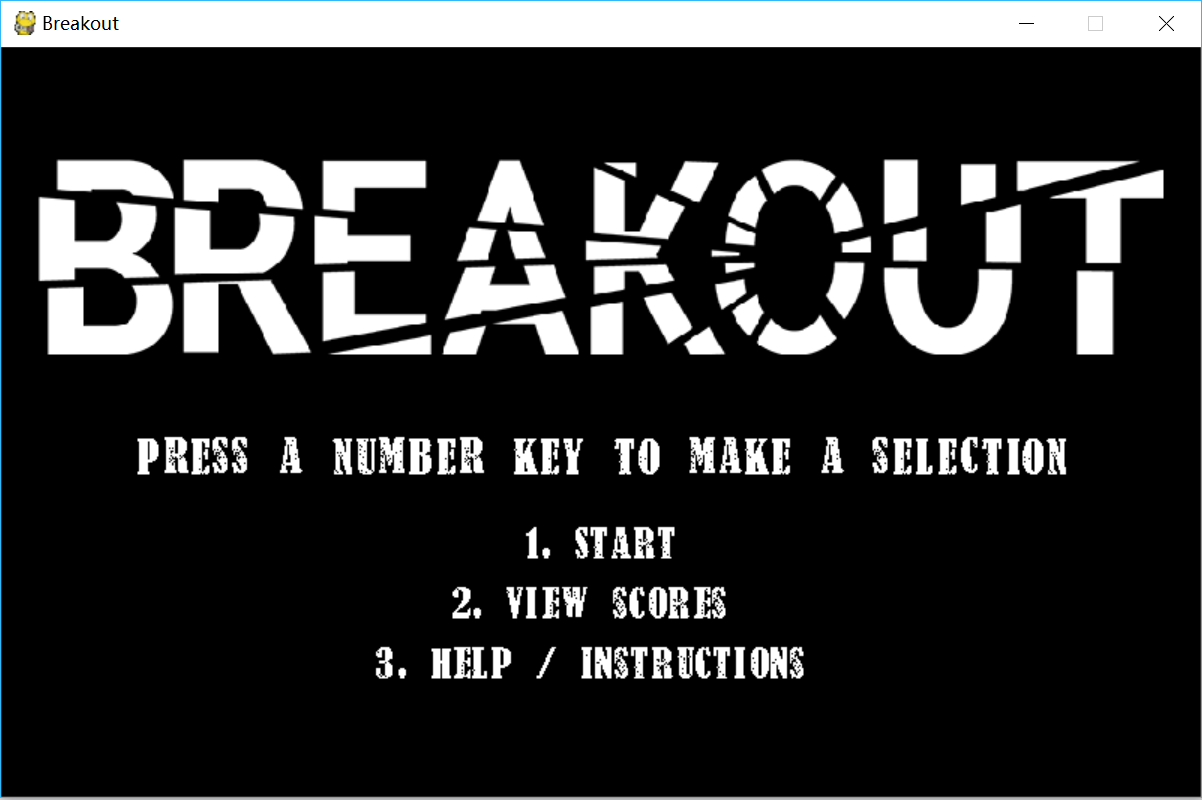 Breakout
BREAKOUT
PRESS A NUMBER KEY TO MAKE A SELECTION
1. START
2. VIEW SCORES
3. HELP / INSTRUCTIONS